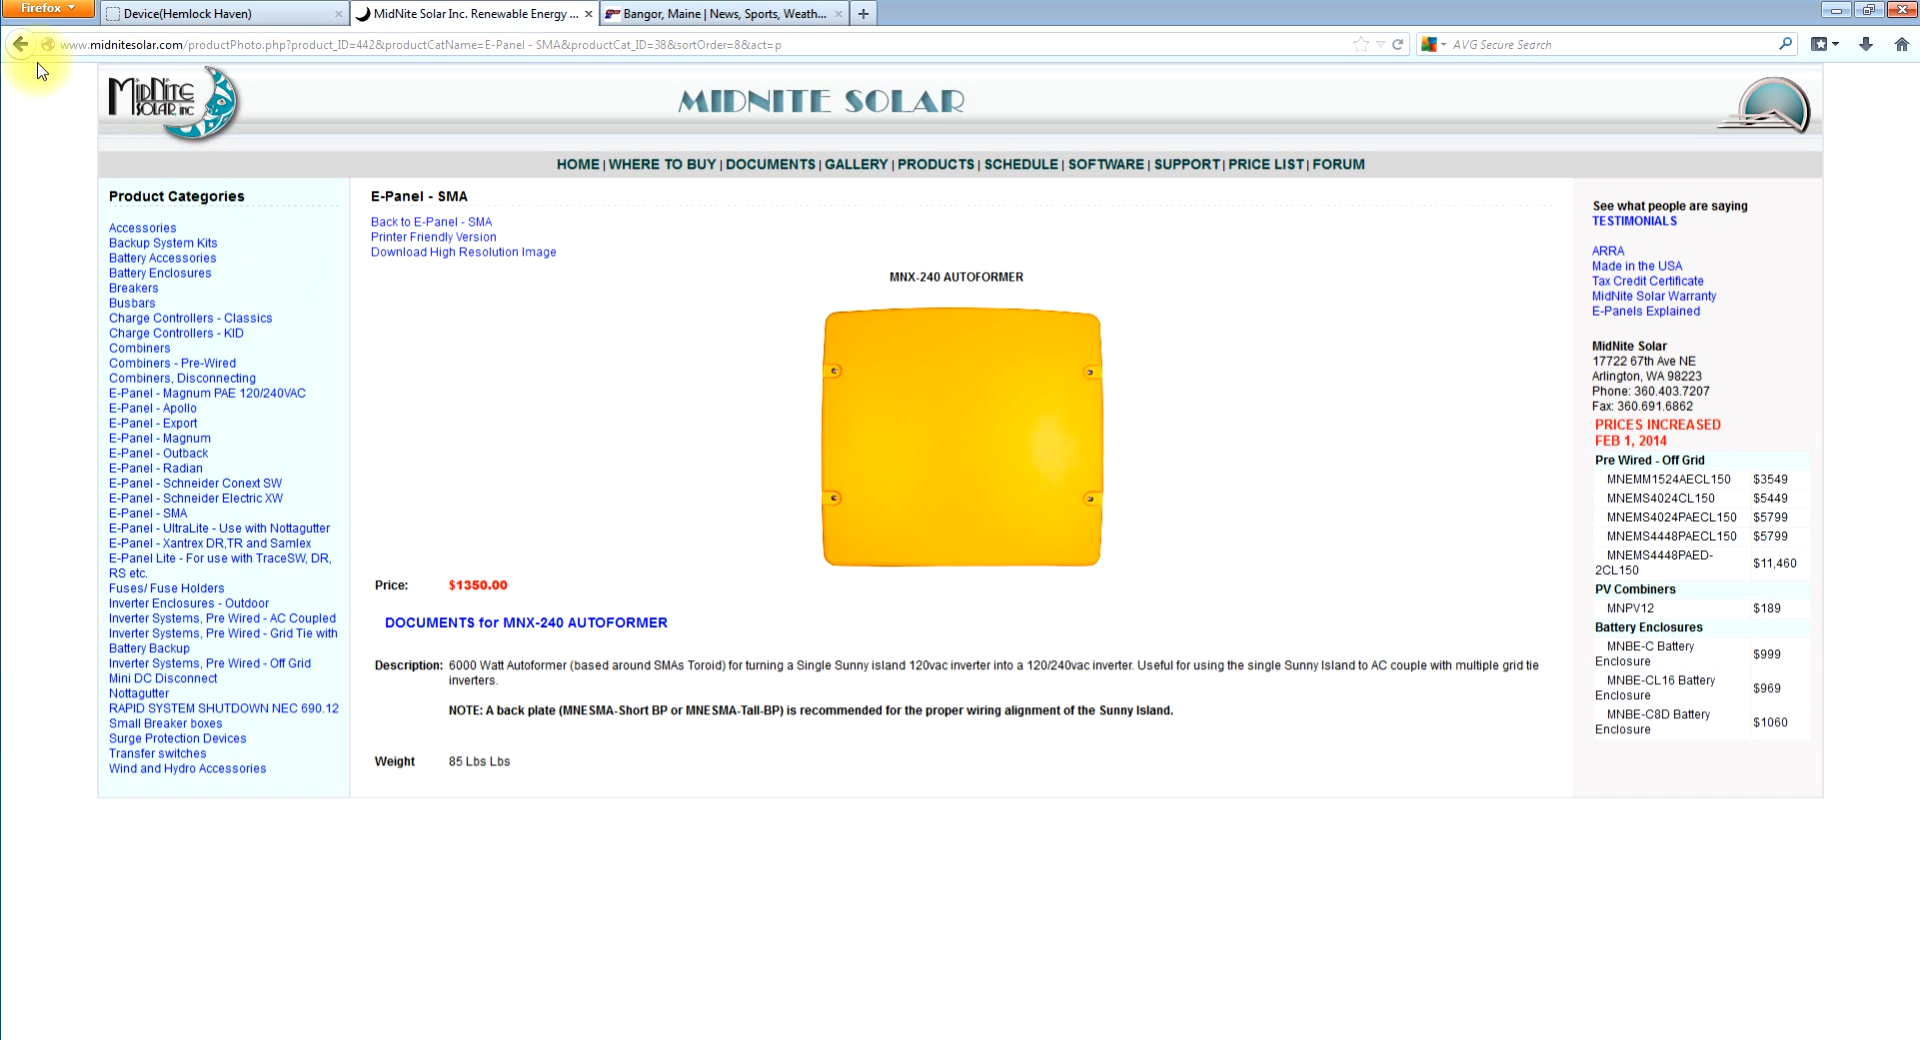 Firefox
Device(Hemlock Haven)
MidNite Solar Inc. Renewable Energy ...
Bangor, Maine | News, Sports, Weath...
www.midnitesolar.com/productPhoto.php?product_ID=442&productCatName=E-Panel - SMA&productCat_ID=38&sortOrder=8&act=p
AVG Secure Search
MIDNITE SOLAR INC
MIDNITE SOLAR
HOME | WHERE TO BUY | DOCUMENTS | GALLERY | PRODUCTS | SCHEDULE | SOFTWARE | SUPPORT | PRICE LIST | FORUM
Product Categories
Accessories
Backup System Kits
Battery Accessories
Battery Enclosures
Breakers
Busbars
Charge Controllers - Classics
Charge Controllers - KID
Combiners
Combiners - Pre-Wired
Combiners, Disconnecting
E-Panel - Magnum PAE 120/240VAC
E-Panel - Apollo
E-Panel - Export
E-Panel - Magnum
E-Panel - Outback
E-Panel - Radian
E-Panel - Schneider Conext SW
E-Panel - Schneider Electric XW
E-Panel - SMA
E-Panel - UltraLite - Use with Nottagutter
E-Panel - Xantrex DR,TR and Samlex
E-Panel Lite - For use with TraceSW, DR,
RS etc.
Fuses/ Fuse Holders
Inverter Enclosures - Outdoor
Inverter Systems, Pre Wired - AC Coupled
Inverter Systems, Pre Wired - Grid Tie with
Battery Backup
Inverter Systems, Pre Wired - Off Grid
Mini DC Disconnect
Nottagutter
RAPID SYSTEM SHUTDOWN NEC 690.12
Small Breaker boxes
Surge Protection Devices
Transfer switches
Wind and Hydro Accessories
E-Panel - SMA
Back to E-Panel - SMA
Printer Friendly Version
Download High Resolution Image
MNX-240 AUTOFORMER
Price: $1350.00
DOCUMENTS for MNX-240 AUTOFORMER
Description: 6000 Watt Autoformer (based around SMAs Toroid) for turning a Single Sunny island 120vac inverter into a 120/240vac inverter. Useful for using the single Sunny Island to AC couple with multiple grid tie
inverters.
NOTE: A back plate (MNESMA-Short BP or MNESMA-Tall-BP) is recommended for the proper wiring alignment of the Sunny Island.
Weight 85 Lbs Lbs
See what people are saying
TESTIMONIALS
ARRA
Made in the USA
Tax Credit Certificate
MidNite Solar Warranty
E-Panels Explained
MidNite Solar
17722 67th Ave NE
Arlington, WA 98223
Phone: 360.403.7207
Fax: 360.691.6862
PRICES INCREASED
FEB 1, 2014
Pre Wired - Off Grid
MNEMM1524AECL150 $3549
MNEMS4024CL150 $5449
MNEMS4024PAECL150 $5799
MNEMS4448PAECL150 $5799
MNEMS4448PAED-
2CL150 $11,460
PV Combiners
MNPV12 $189
Battery Enclosures
MNBE-C Battery
Enclosure $999
MNBE-CL16 Battery
Enclosure $969
MNBE-C8D Battery
Enclosure $1060